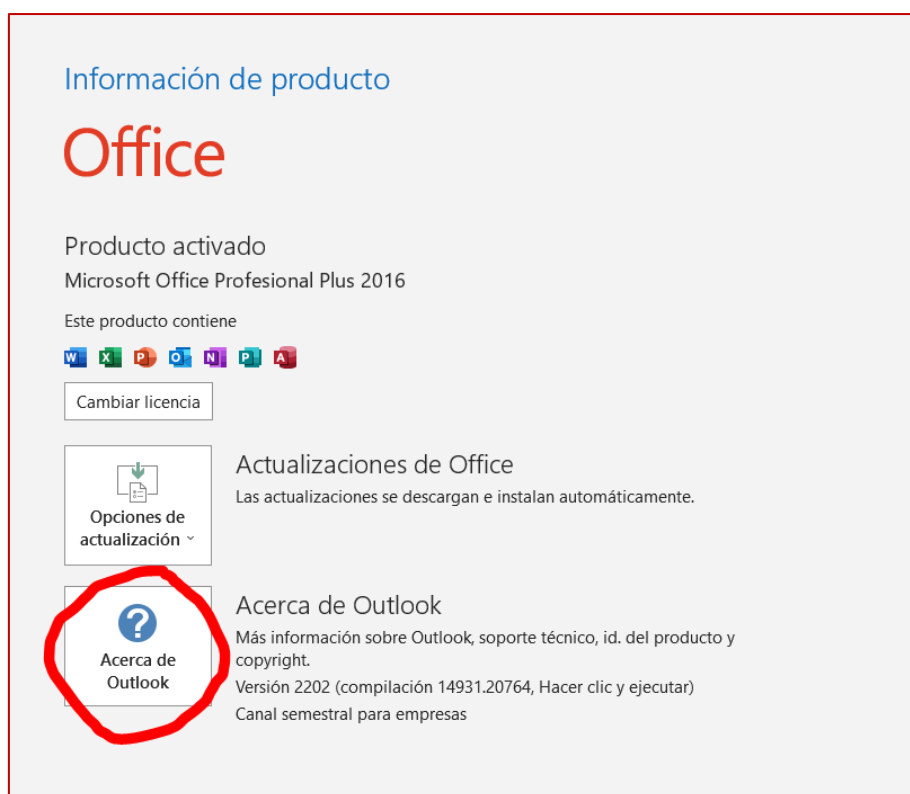 Información de producto
Office
Producto activado
Microsoft Office Profesional Plus 2016
Este producto contiene
W X P O N P A
Cambiar licencia
Opciones de
actualización
Actualizaciones de Office
Las actualizaciones se descargan e instalan automáticamente.
?
Acerca de
Outlook
Acerca de Outlook
Más información sobre Outlook, soporte técnico, id. del producto y
copyright.
Versión 2202 (compilación 14931.20764, Hacer clic y ejecutar)
Canal semestral para empresas